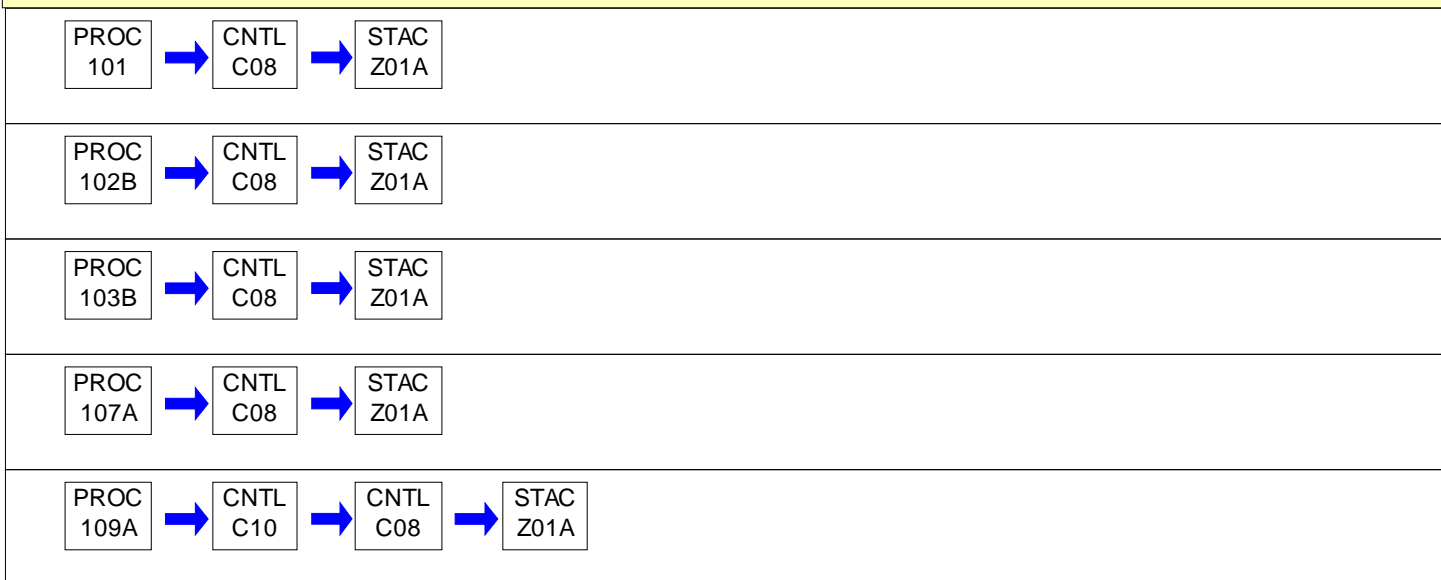 PROC CNTL STAC
101 C08 Z01A
PROC CNTL STAC
102B C08 Z01A
PROC CNTL STAC
103B C08 Z01A
PROC CNTL STAC
107A C08 Z01A
PROC CNTL CNTL STAC
109A C10 C08 Z01A